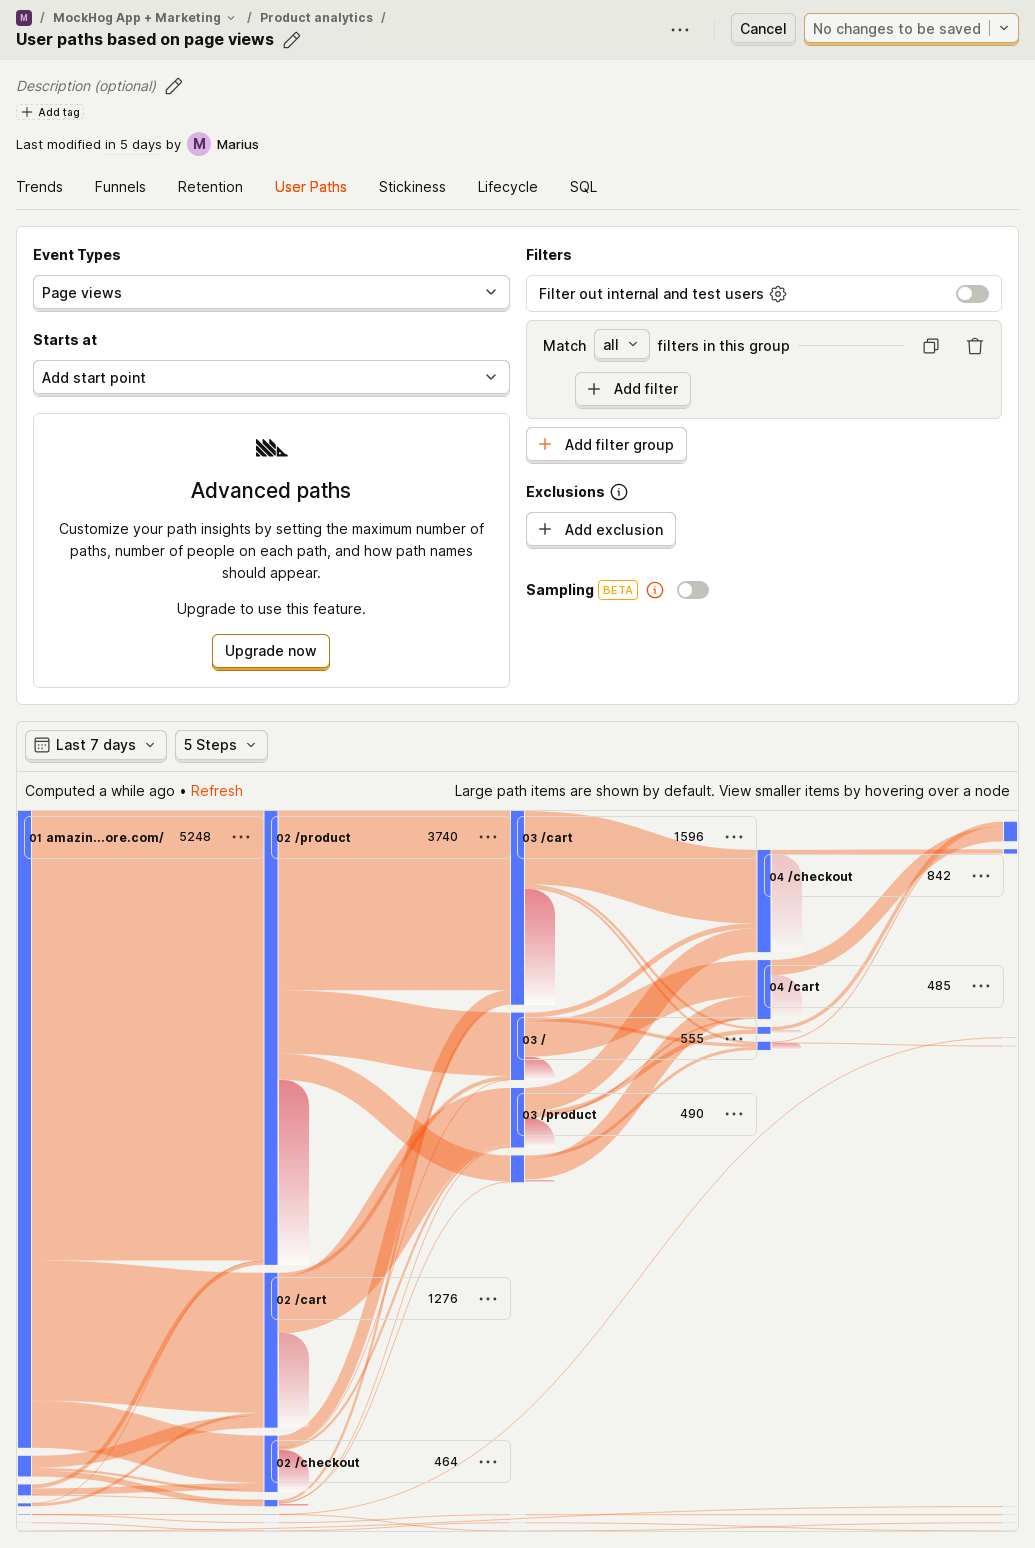 M / MockHog App + Marketing / Product analytics /
User paths based on page views
Cancel
No changes to be saved
Description (optional)
Add tag
Last modified in 5 days by M Marius
Trends Funnels Retention User Paths Stickiness Lifecycle SQL
Event Types
Page views
Starts at
Add start point
Advanced paths
Customize your path insights by setting the maximum number of
paths, number of people on each path, and how path names
should appear.
Upgrade to use this feature.
Upgrade now
Filters
Filter out internal and test users
Match all filters in this group
Add filter
Add filter group
Exclusions
Add exclusion
Sampling BETA
Last 7 days 5 Steps
Computed a while ago • Refresh
Large path items are shown by default. View smaller items by hovering over a node
01 amazin...ore.com/ 5248
02 /product 3740
03 /cart 1596
04 /checkout 842
04 /cart 485
03 / 555
03 /product 490
02 /cart 1276
02 /checkout 464